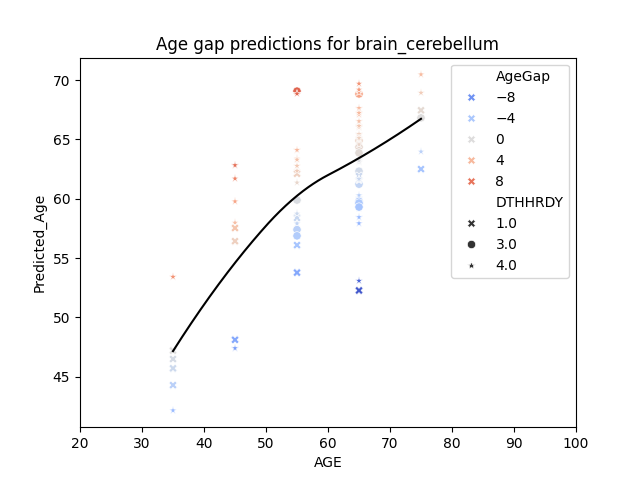 Age gap predictions for brain_cerebellum
Predicted_Age
70
65
60
55
50
45
20 30 40 50 60 70 80 90 100
AGE
AgeGap
−8
−4
0
4
8
DTHHRDY
1.0
3.0
4.0